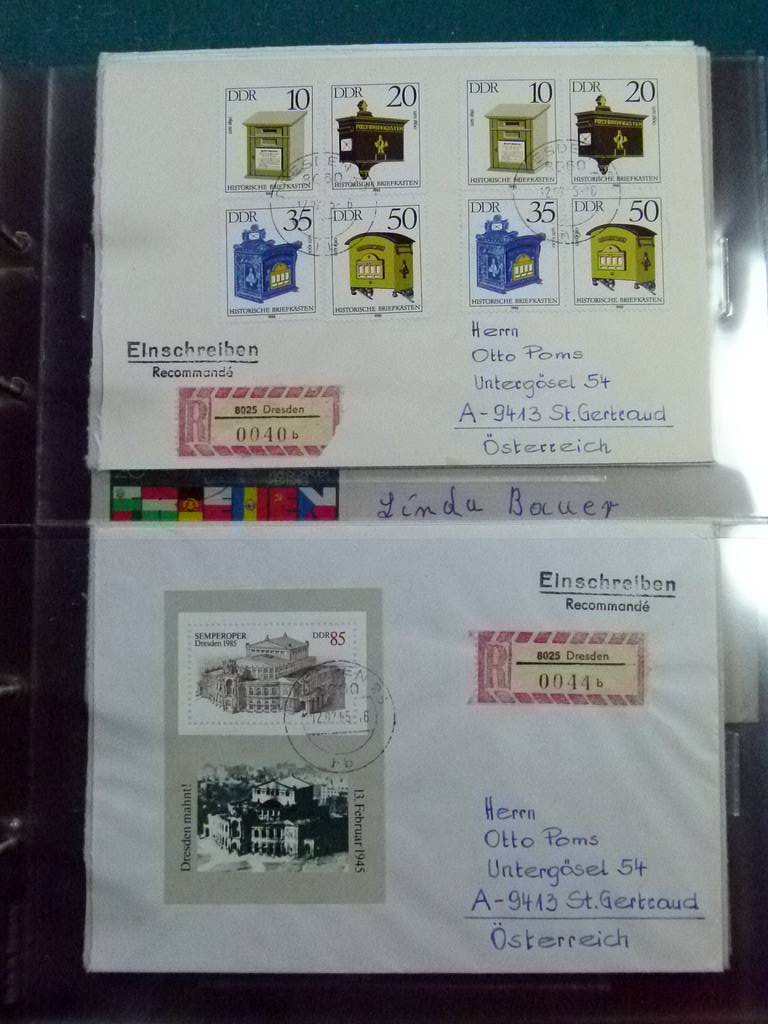 DDR 10
HISTORISCHE BRIEFKASTEN
DDR 20
HISTORISCHE BRIEFKASTEN
DDR 10
HISTORISCHE BRIEFKASTEN
DDR 20
HISTORISCHE BRIEFKASTEN
DDR 35
HISTORISCHE BRIEFKASTEN
DDR 50
HISTORISCHE BRIEFKASTEN
DDR 35
HISTORISCHE BRIEFKASTEN
DDR 50
HISTORISCHE BRIEFKASTEN
Einschreiben
Recommandé
R
8025 Dresden
0040 b
Herrn
Otto Poms
Untergösel 54
A-9413 St.Gertraud
Österreich
Linda Bauer
Einschreiben
Recommandé
R
8025 Dresden
0044 b
SEMPEROPER
Dresden 1985
DDR 85
Dresden mahnt!
13. Februar 1945
Herrn
Otto Poms
Untergösel 54
A-9413 St.Gertraud
Österreich